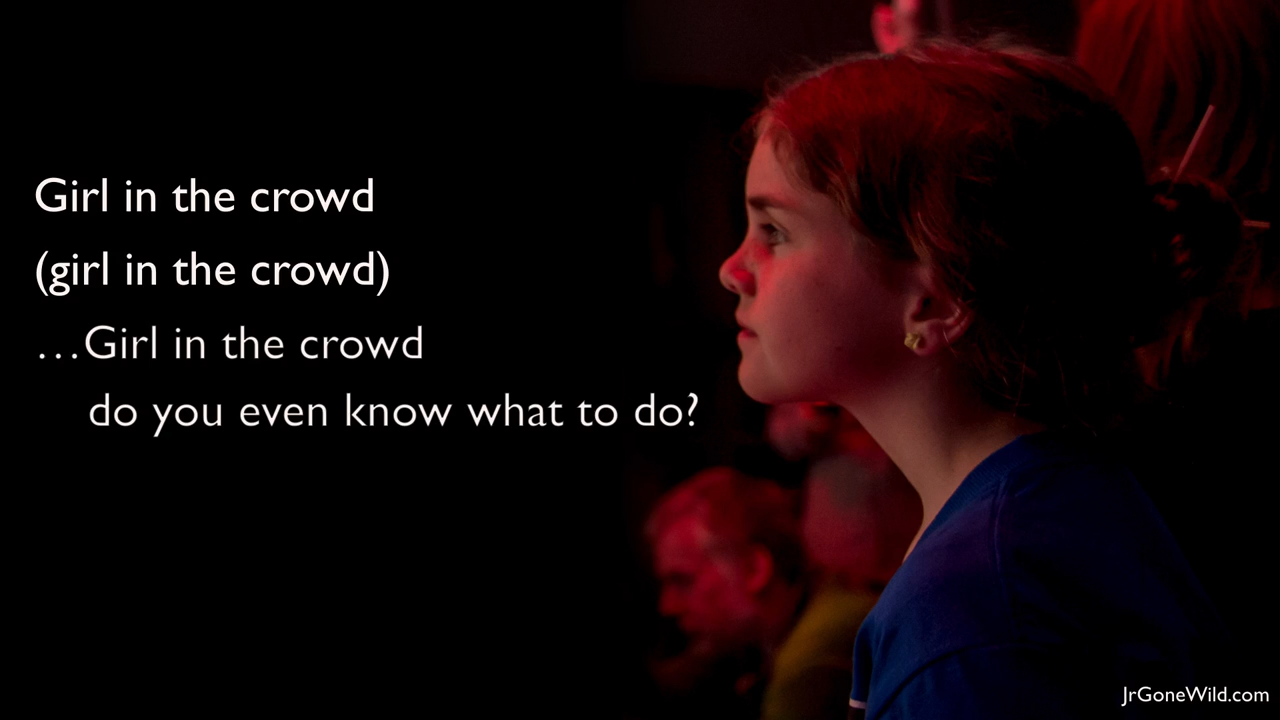 Girl in the crowd
(girl in the crowd)
…Girl in the crowd
do you even know what to do?
JrGoneWild.com